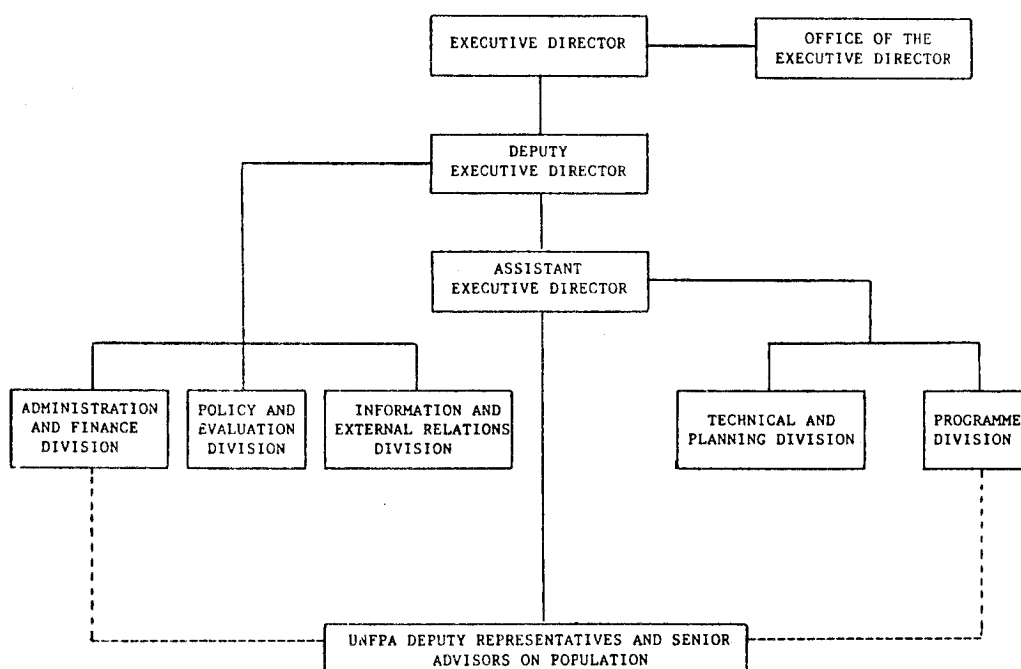 EXECUTIVE DIRECTOR
OFFICE OF THE
EXECUTIVE DIRECTOR
DEPUTY
EXECUTIVE DIRECTOR
ASSISTANT
EXECUTIVE DIRECTOR
ADMINISTRATION
AND FINANCE
DIVISION
POLICY AND
EVALUATION
DIVISION
INFORMATION AND
EXTERNAL RELATIONS
DIVISION
TECHNICAL AND
PLANNING DIVISION
PROGRAMME
DIVISION
UNFPA DEPUTY REPRESENTATIVES AND SENIOR
ADVISORS ON POPULATION